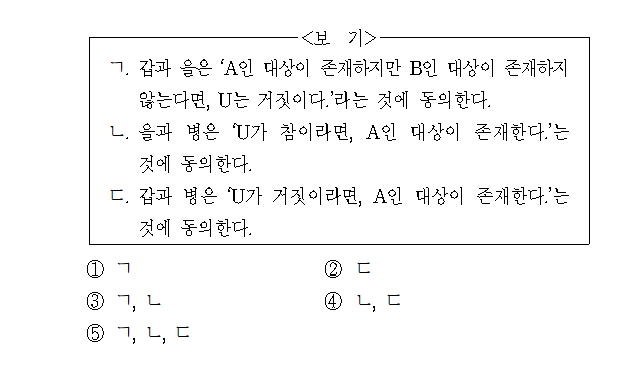 <보 기>
ㄱ. 갑과 을은 ‘A인 대상이 존재하지만 B인 대상이 존재하지
않는다면, U는 거짓이다.’라는 것에 동의한다.
ㄴ. 을과 병은 ‘U가 참이라면, A인 대상이 존재한다.’는
것에 동의한다.
ㄷ. 갑과 병은 ‘U가 거짓이라면, A인 대상이 존재한다.’는
것에 동의한다.
① ㄱ ② ㄷ
③ ㄱ, ㄴ ④ ㄴ, ㄷ
⑤ ㄱ, ㄴ, ㄷ